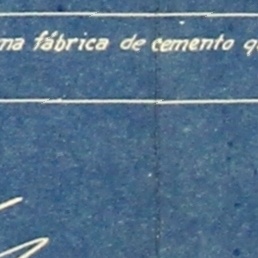 na fábrica de cemento q